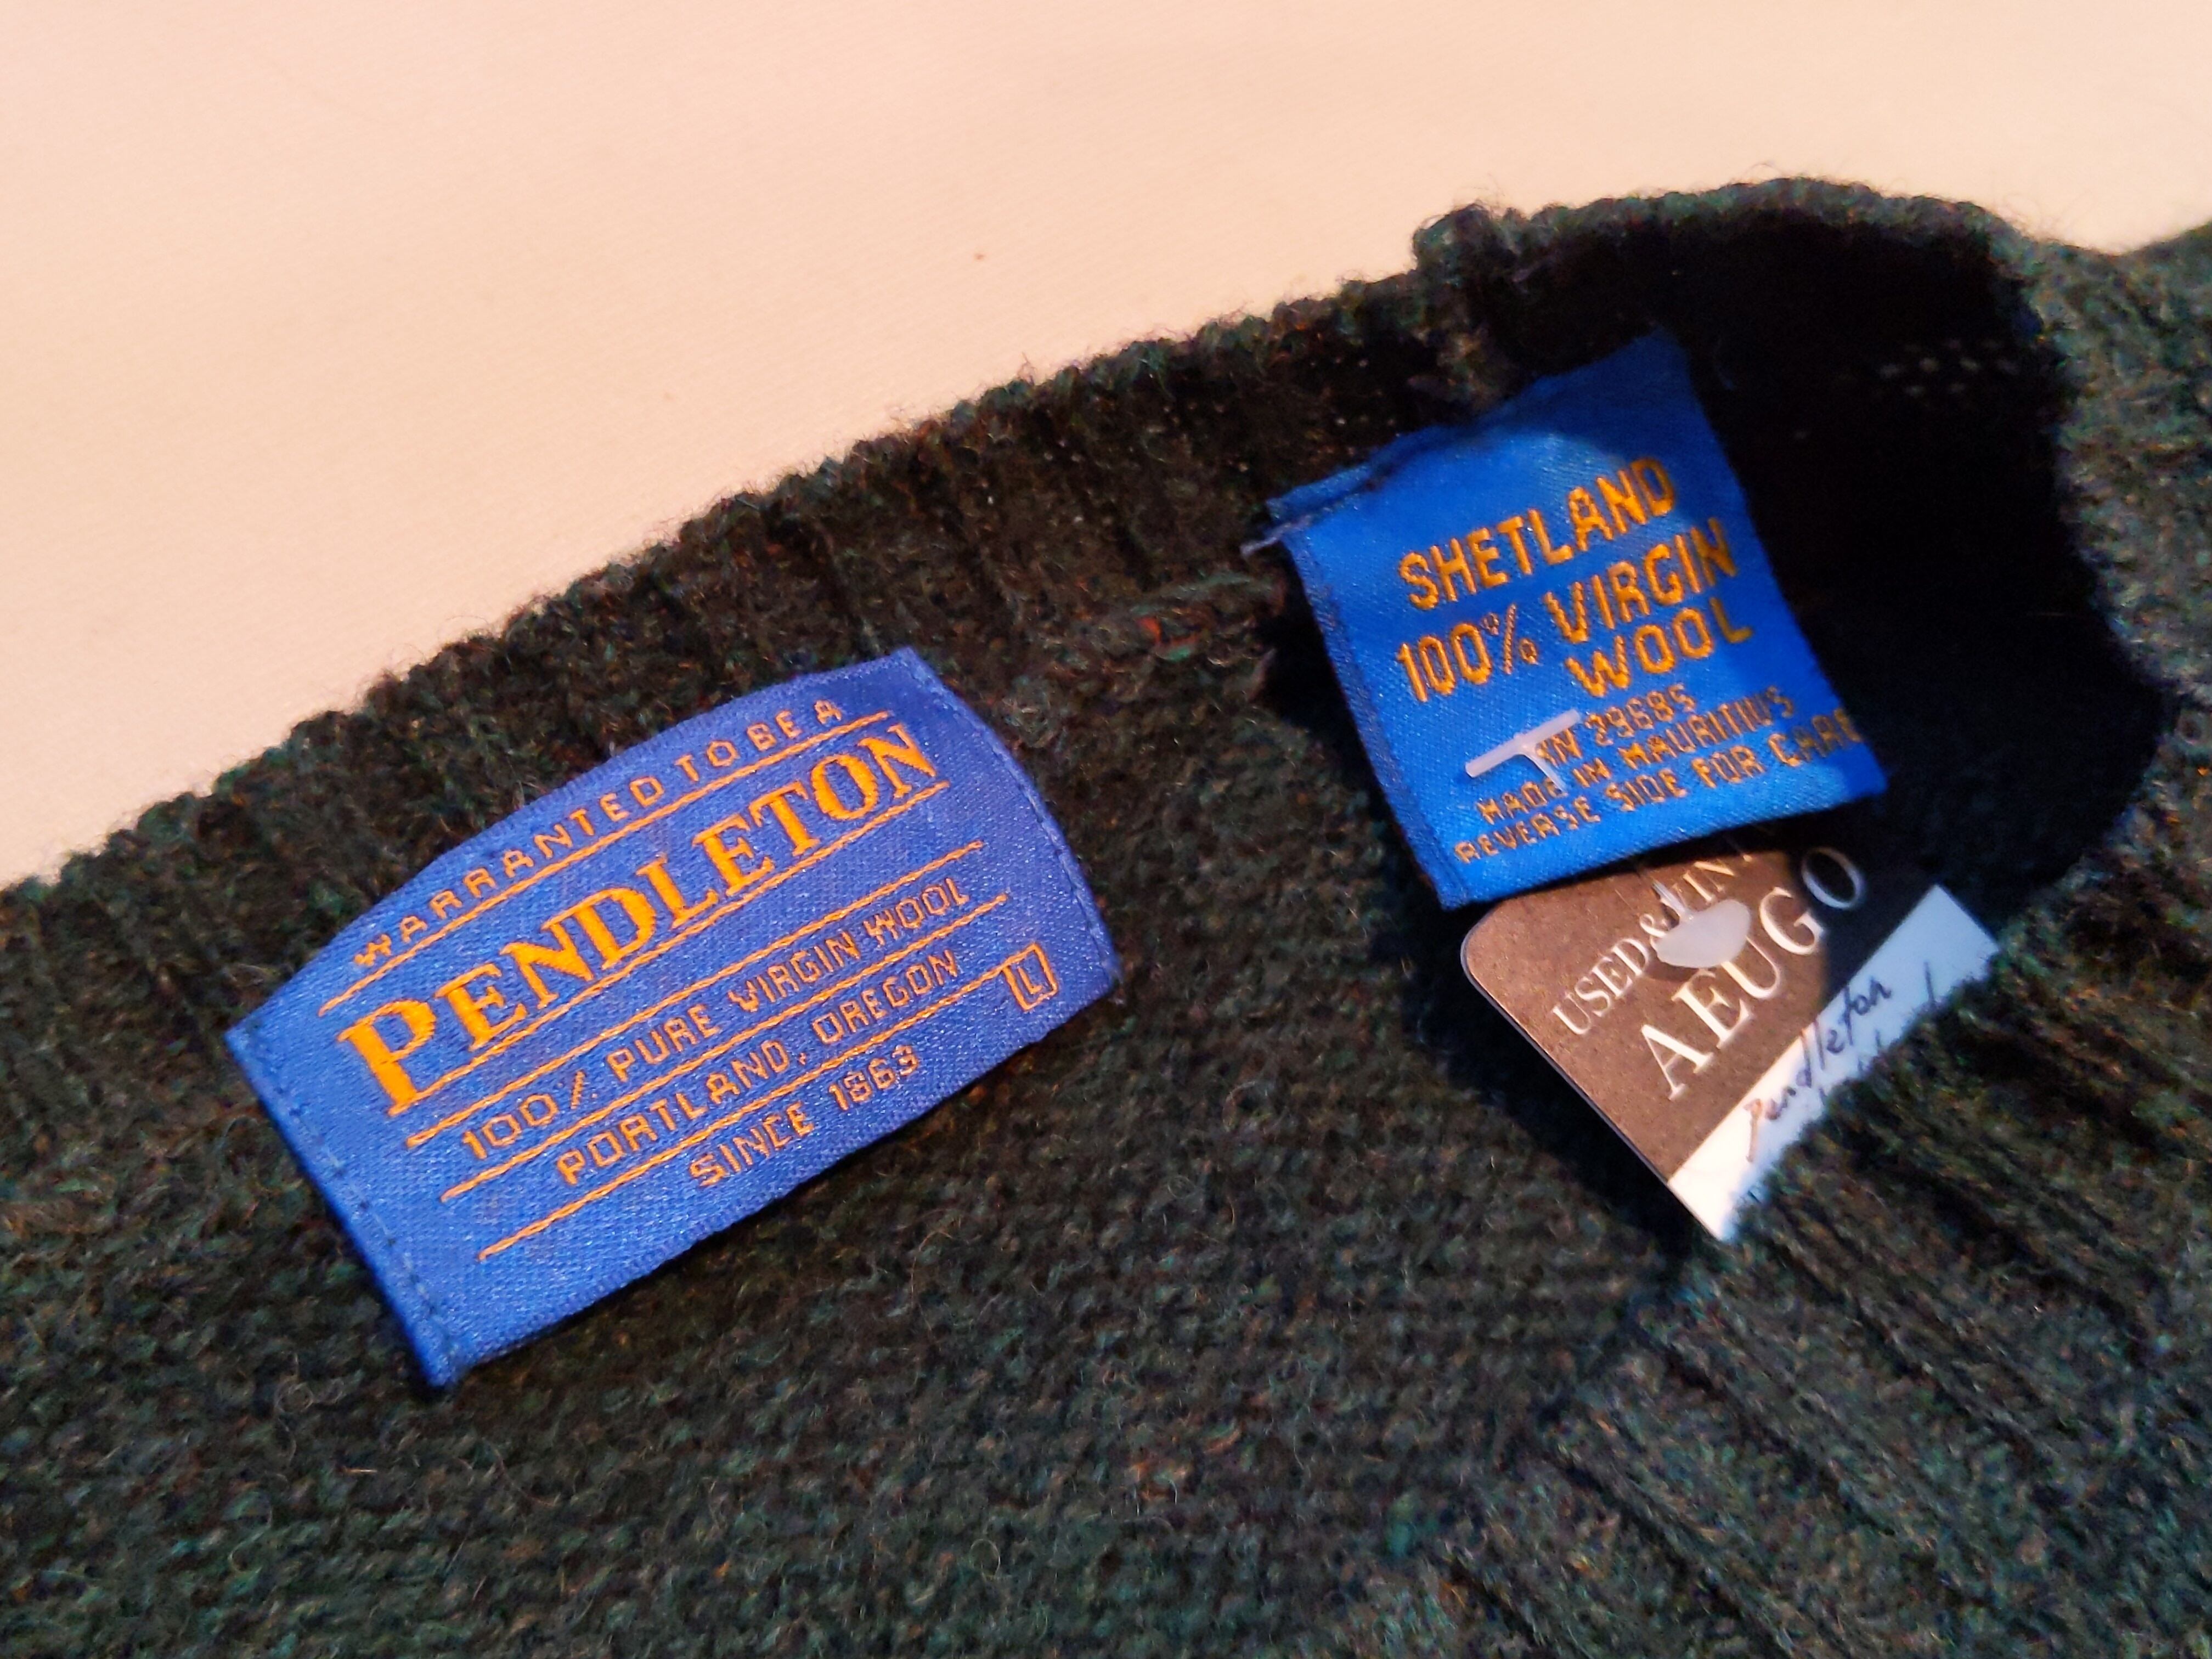 WARRANTED TO BE A
PENDLETON
100% PURE VIRGIN WOOL
PORTLAND, OREGON
SINCE 1863
L
SHETLAND
100% VIRGIN
WOOL
29685
MADE IN MAURITIUS
REVERSE SIDE FOR CARE
USED&
AEUGO
Pendleton